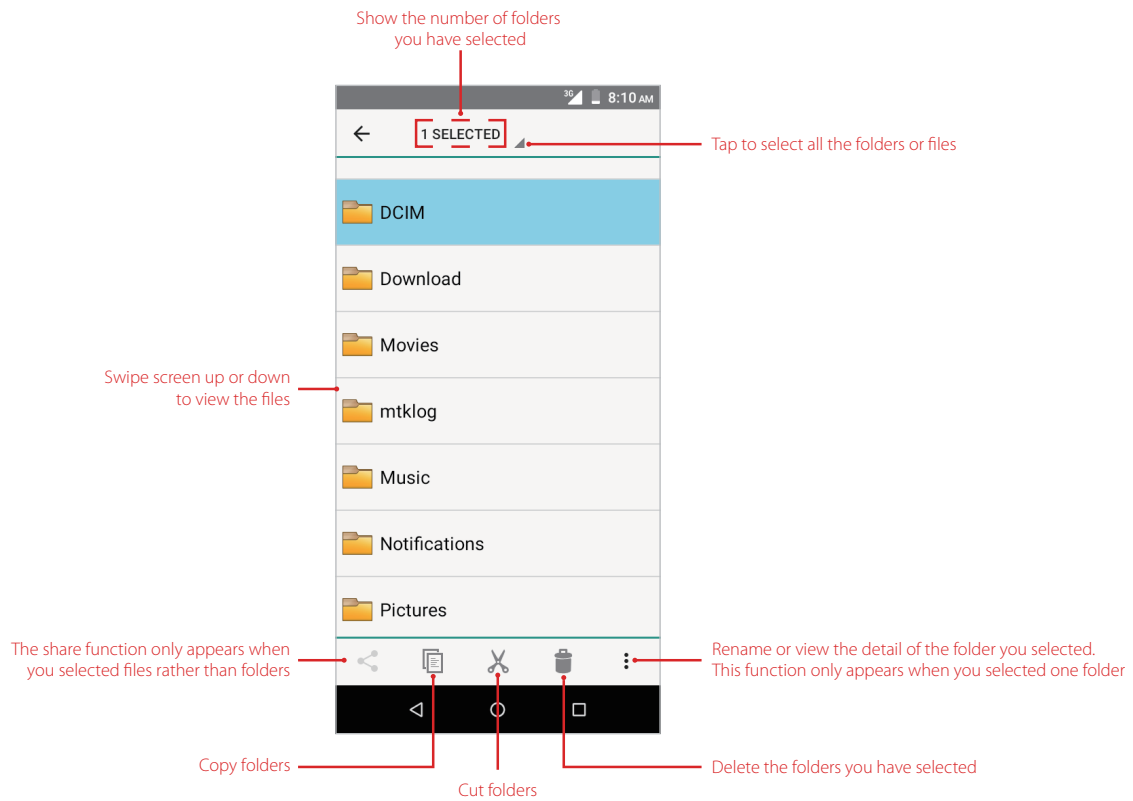 Show the number of folders
you have selected
3G 8:10 AM
1 SELECTED
Tap to select all the folders or files
DCIM
Download
Movies
Swipe screen up or down
to view the files
mtklog
Music
Notifications
Pictures
The share function only appears when
you selected files rather than folders
Rename or view the detail of the folder you selected.
This function only appears when you selected one folder
Copy folders
Cut folders
Delete the folders you have selected